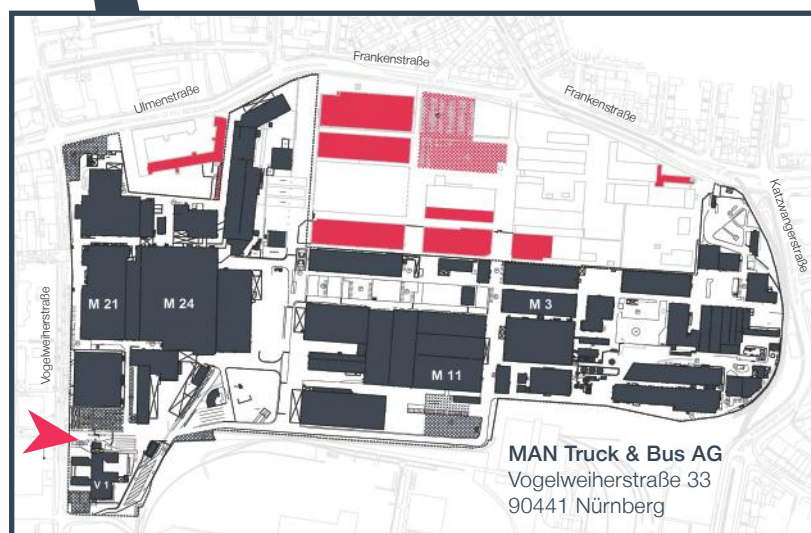 Frankenstraße
Ulmenstraße
Frankenstraße
Katzwangerstraße
Vogelweiherstraße
M 21
M 24
M 3
M 11
V 1
MAN Truck & Bus AG
Vogelweiherstraße 33
90441 Nürnberg